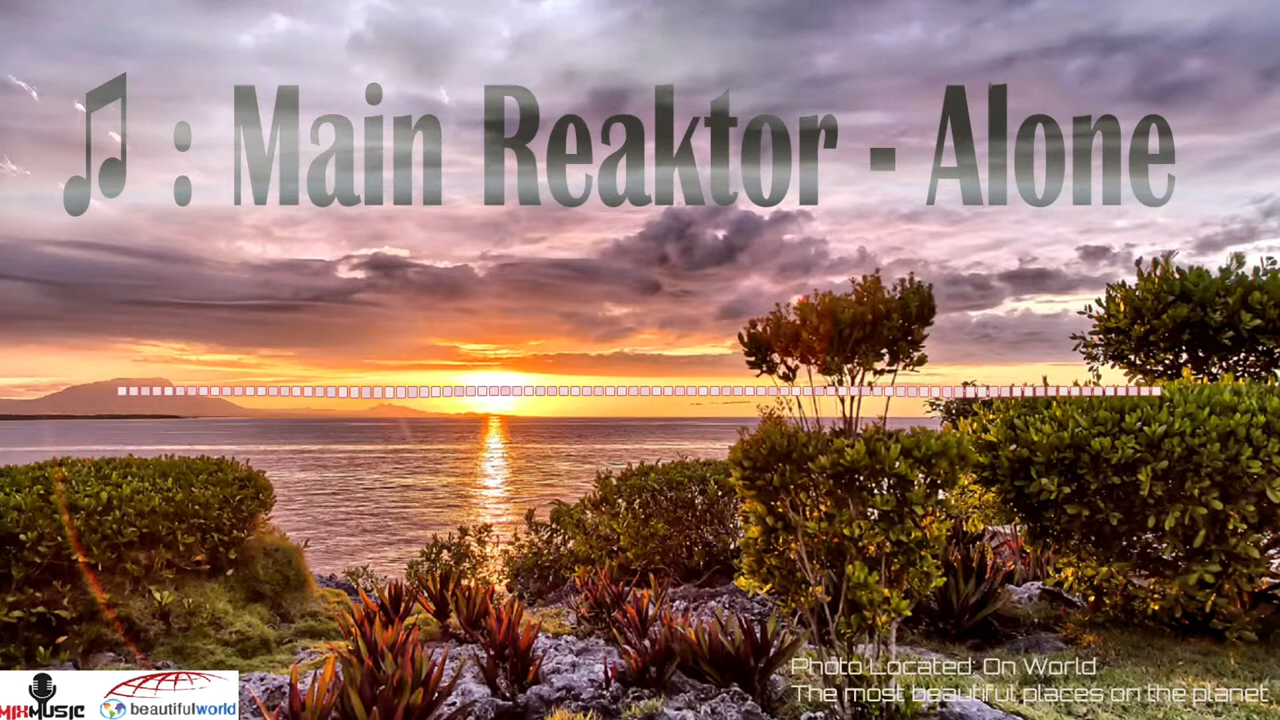 ♫ : Main Reaktor - Alone
Photo Located: On World
The most beautiful places on the planet
MIXMUSIC
beautifulworld